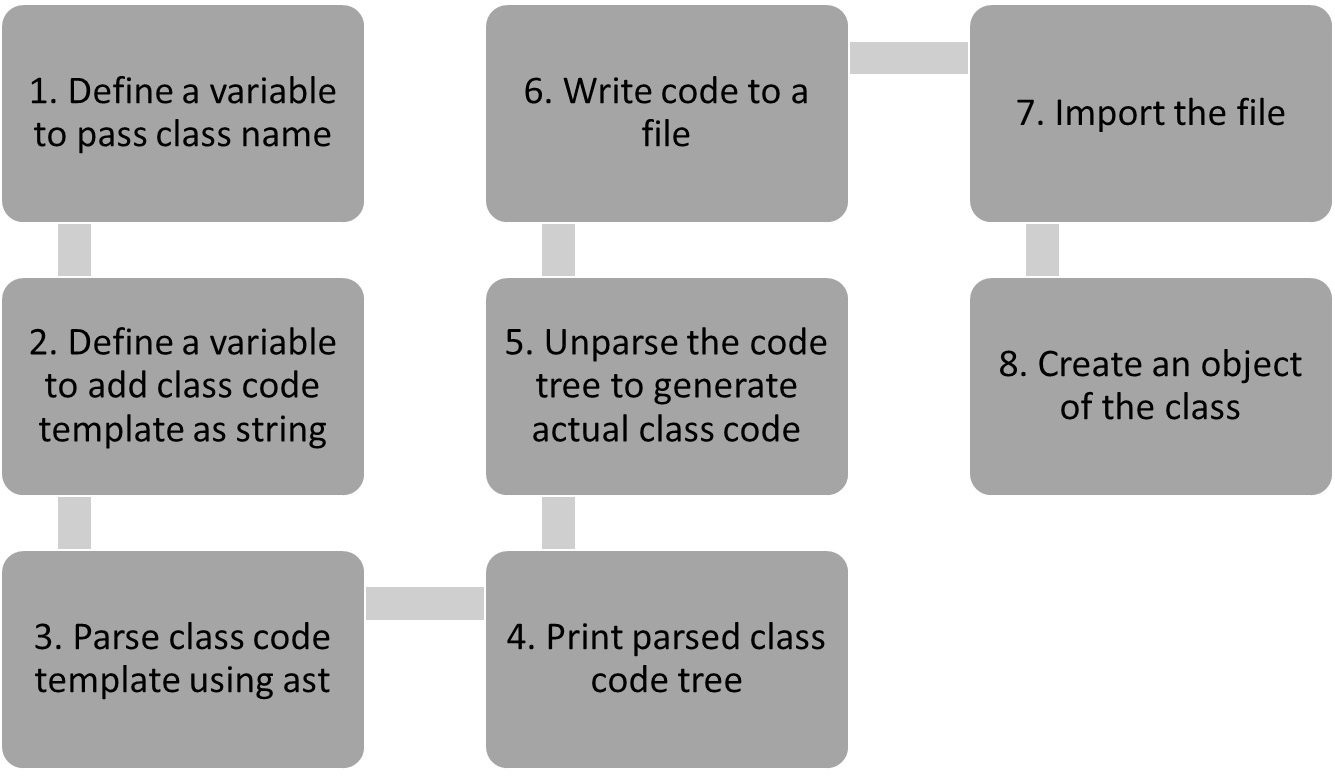 1. Define a variable
to pass class name
2. Define a variable
to add class code
template as string
3. Parse class code
template using ast
4. Print parsed class
code tree
5. Unparse the code
tree to generate
actual class code
6. Write code to a
file
7. Import the file
8. Create an object
of the class